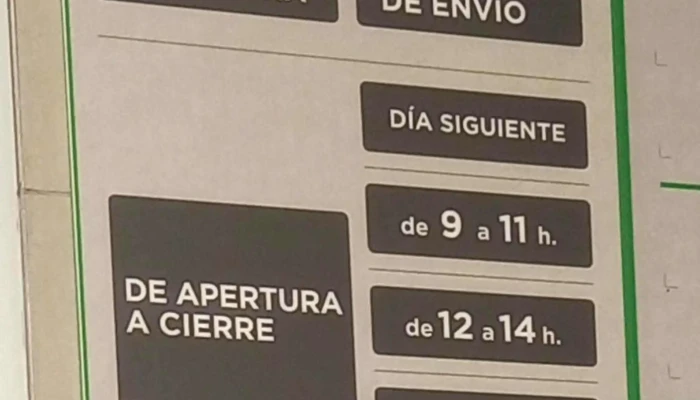 DE ENVÍO
DÍA SIGUIENTE
de 9 a 11 h.
DE APERTURA
A CIERRE
de 12 a 14 h.